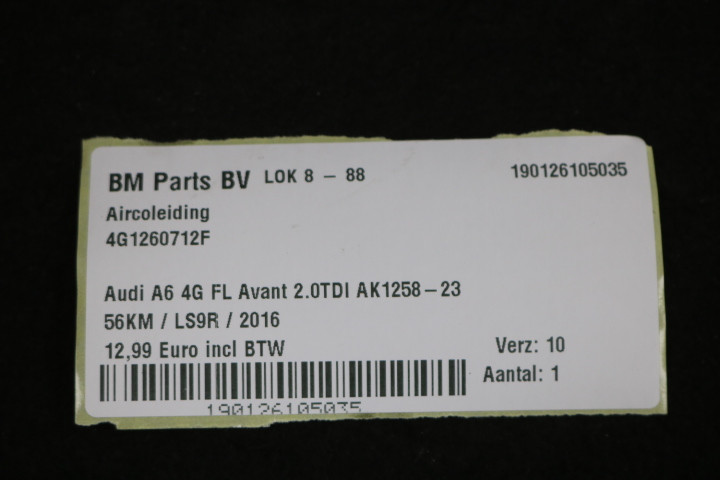 BM Parts BV LOK 8 – 88 190126105035
Aircoleiding
4G1260712F
Audi A6 4G FL Avant 2.0TDI AK1258–23
56KM / LS9R / 2016
12,99 Euro incl BTW Verz: 10
Aantal: 1
190126105035